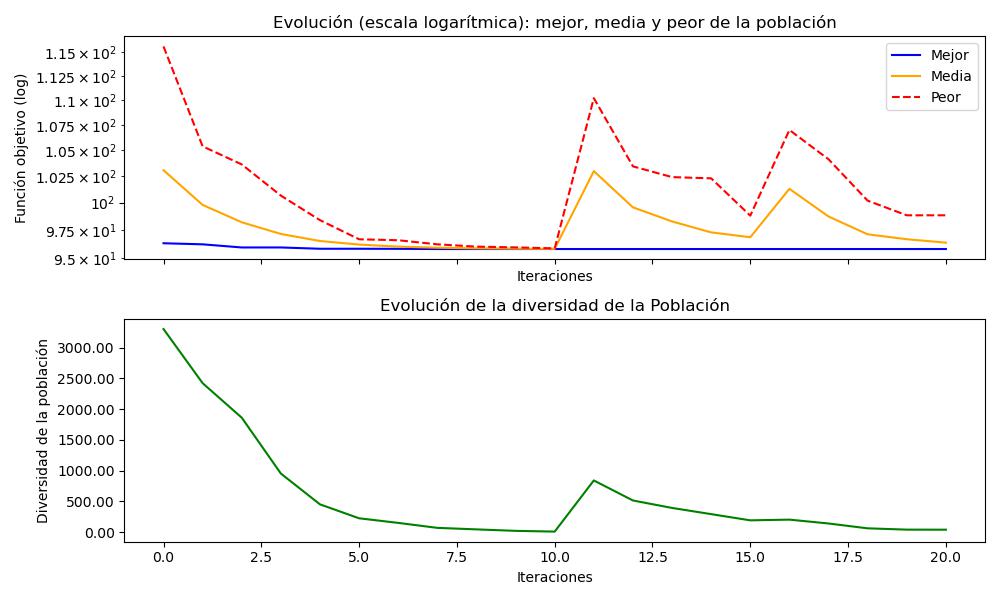 Evolución (escala logarítmica): mejor, media y peor de la población
Función objetivo (log)
1.15 × 10²
1.125 × 10²
1.1 × 10²
1.075 × 10²
1.05 × 10²
1.025 × 10²
10²
9.75 × 10¹
9.5 × 10¹
Mejor
Media
Peor
Iteraciones
Evolución de la diversidad de la Población
Diversidad de la población
3000.00
2500.00
2000.00
1500.00
1000.00
500.00
0.00
0.0 2.5 5.0 7.5 10.0 12.5 15.0 17.5 20.0
Iteraciones